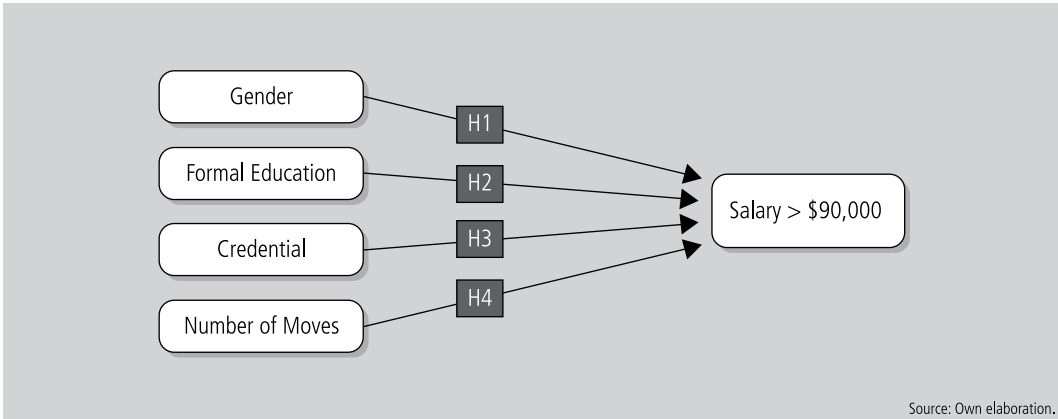 Gender
H1
Formal Education
H2
Salary > $90,000
Credential
H3
Number of Moves
H4
Source: Own elaboration.